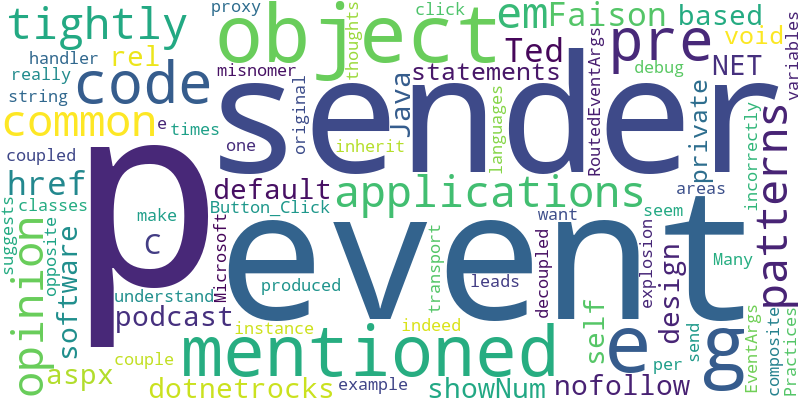 tightly
proxy
object
click
em
Faison
based
handler
rel
really
string
code
misnomer
thoughts
statements
Ted
pre
void
debug
NET
variables
common
e
times
one
original
Java
sender
inherit
languages
RoutedEventArgs
private
patterns
incorrectly
coupled
href
default
applications
areas
suggests
classes
opposite
make
C
Button_Click
p
event
want
seem
opinion
software
understand
podcast
Microsoft
produced
instance
transport
leads
decoupled
explosion
design
Many
send
aspx
couple
mentioned
indeed
self
e
g
per
EventArgs
composite
Practices
dotnetrocks
example
showNum
nofollow